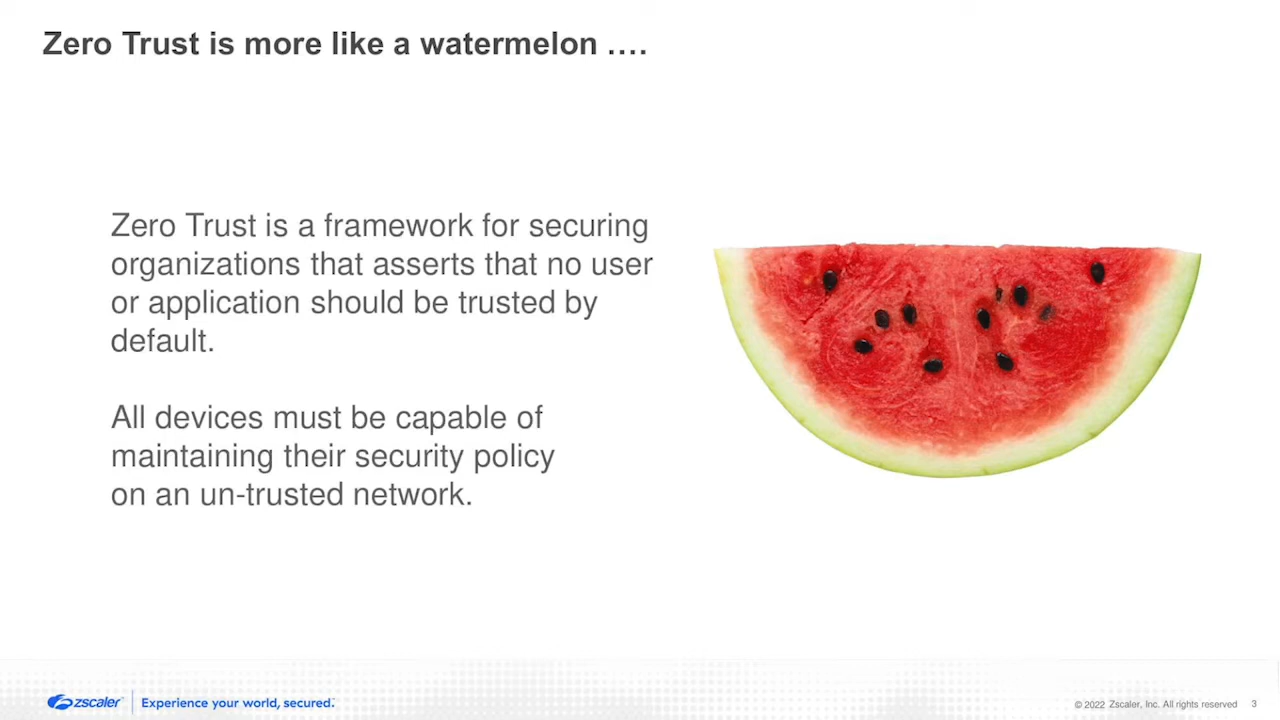 Zero Trust is more like a watermelon ....
Zero Trust is a framework for securing
organizations that asserts that no user
or application should be trusted by
default.
All devices must be capable of
maintaining their security policy
on an un-trusted network.
zscaler™ Experience your world, secured.™
© 2022 Zscaler, Inc. All rights reserved 3